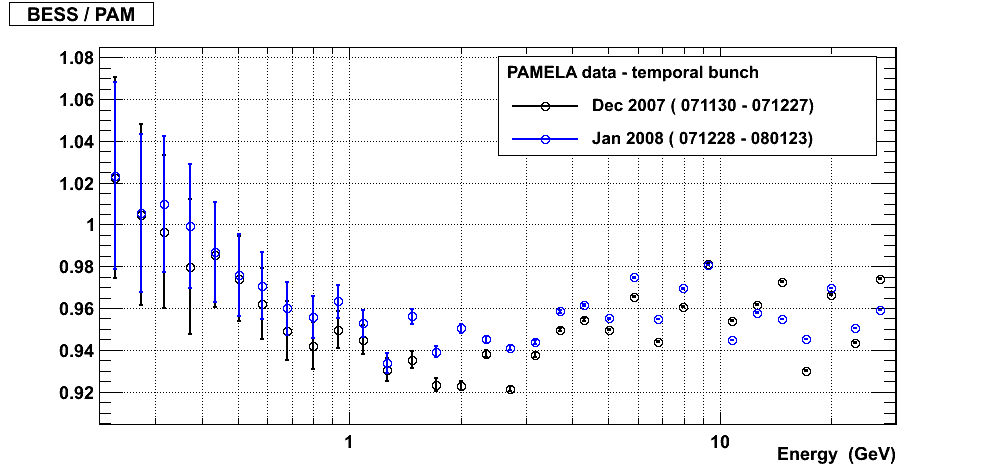 BESS / PAM
PAMELA data - temporal bunch
Dec 2007 ( 071130 - 071227)
Jan 2008 ( 071228 - 080123)
1.08
1.06
1.04
1.02
1
0.98
0.96
0.94
0.92
1
10
Energy (GeV)